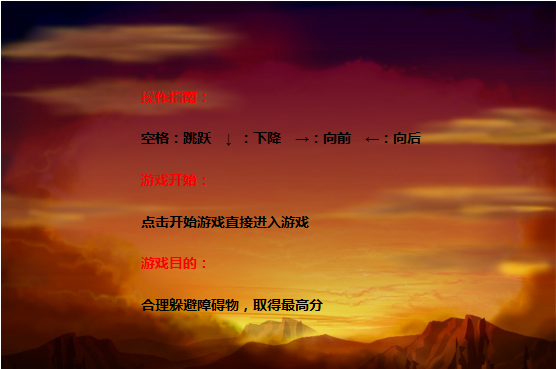 操作指南：
空格：跳跃 ↓ ：下降 →：向前 ←：向后
游戏开始：
点击开始游戏直接进入游戏
游戏目的：
合理躲避障碍物，取得最高分